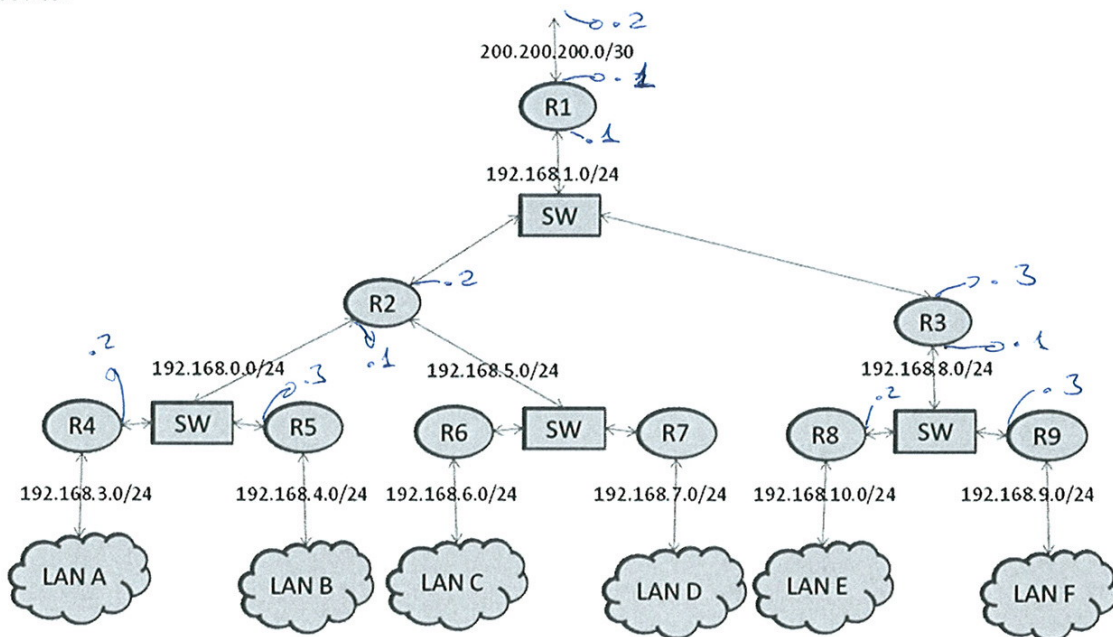 .2
200.200.200.0/30
.1
R1
.1
192.168.1.0/24
SW
.2
R2
.3
R3
.1
.1
192.168.0.0/24
192.168.5.0/24
192.168.8.0/24
.2
.3
.2
.3
R4
SW
R5
R6
SW
R7
R8
SW
R9
192.168.3.0/24
192.168.4.0/24
192.168.6.0/24
192.168.7.0/24
192.168.10.0/24
192.168.9.0/24
LAN A
LAN B
LAN C
LAN D
LAN E
LAN F